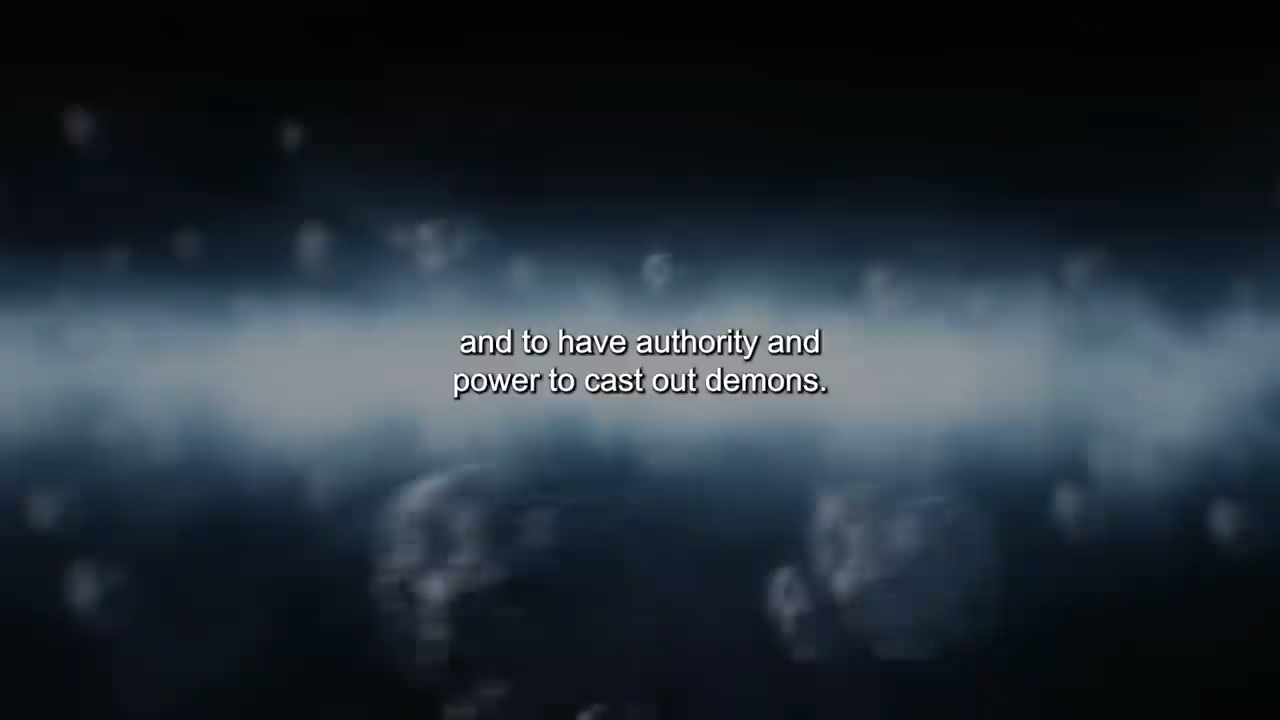 and to have authority and
power to cast out demons.